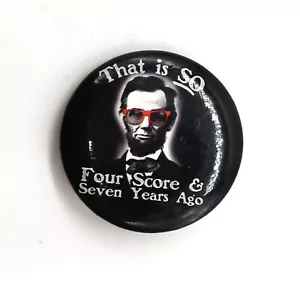 That is SO
Four Score &
Seven Years Ago